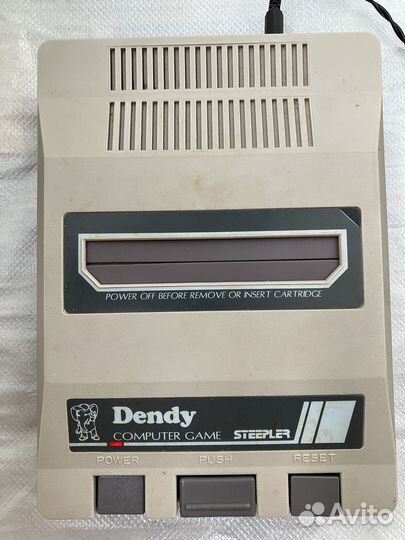 POWER OFF BEFORE REMOVE OR INSERT CARTRIDGE
Dendy
COMPUTER GAME STEEPLER
POWER PUSH RESET
Avito